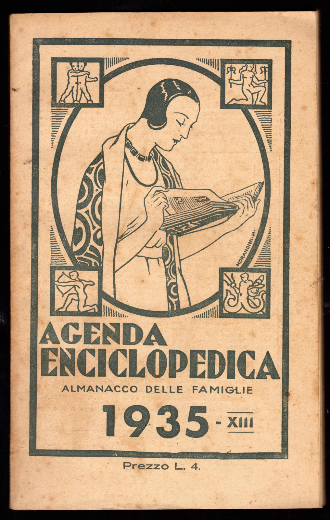 AGENDA
ENCICLOPEDICA
ALMANACCO DELLE FAMIGLIE
1935 - XIII
Prezzo L. 4.